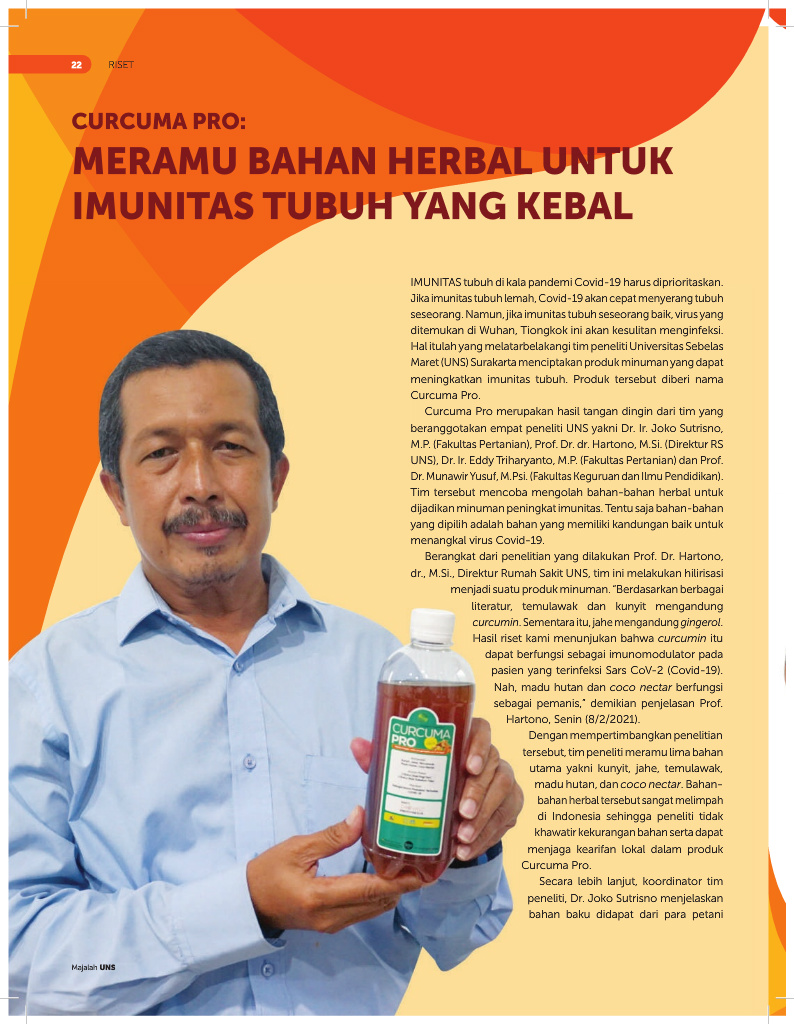 22 RISET
CURCUMA PRO:
MERAMU BAHAN HERBAL UNTUK
IMUNITAS TUBUH YANG KEBAL
IMUNITAS tubuh di kala pandemi Covid-19 harus diprioritaskan.
Jika imunitas tubuh lemah, Covid-19 akan cepat menyerang tubuh
seseorang. Namun, jika imunitas tubuh seseorang baik, virus yang
ditemukan di Wuhan, Tiongkok ini akan kesulitan menginfeksi.
Hal itulah yang melatarbelakangi tim peneliti Universitas Sebelas
Maret (UNS) Surakarta menciptakan produk minuman yang dapat
meningkatkan imunitas tubuh. Produk tersebut diberi nama
Curcuma Pro.
Curcuma Pro merupakan hasil tangan dingin dari tim yang
beranggotakan empat peneliti UNS yakni Dr. Ir. Joko Sutrisno,
M.P. (Fakultas Pertanian), Prof. Dr. dr. Hartono, M.Si. (Direktur RS
UNS), Dr. Ir. Eddy Triharyanto, M.P. (Fakultas Pertanian) dan Prof.
Dr. Munawir Yusuf, M.Psi. (Fakultas Keguruan dan Ilmu Pendidikan).
Tim tersebut mencoba mengolah bahan-bahan herbal untuk
dijadikan minuman peningkat imunitas. Tentu saja bahan-bahan
yang dipilih adalah bahan yang memiliki kandungan baik untuk
menangkal virus Covid-19.
Berangkat dari penelitian yang dilakukan Prof. Dr. Hartono,
dr., M.Si., Direktur Rumah Sakit UNS, tim ini melakukan hilirisasi
menjadi suatu produk minuman. "Berdasarkan berbagai
literatur, temulawak dan kunyit mengandung
curcumin. Sementara itu, jahe mengandung gingerol.
Hasil riset kami menunjukan bahwa curcumin itu
dapat berfungsi sebagai imunomodulator pada
pasien yang terinfeksi Sars CoV-2 (Covid-19).
Nah, madu hutan dan coco nectar berfungsi
sebagai pemanis," demikian penjelasan Prof.
Hartono, Senin (8/2/2021).
Dengan mempertimbangkan penelitian
tersebut, tim peneliti meramu lima bahan
utama yakni kunyit, jahe, temulawak,
madu hutan, dan coco nectar. Bahan-
bahan herbal tersebut sangat melimpah
di Indonesia sehingga peneliti tidak
khawatir kekurangan bahan serta dapat
menjaga kearifan lokal dalam produk
Curcuma Pro.
Secara lebih lanjut, koordinator tim
peneliti, Dr. Joko Sutrisno menjelaskan
bahan baku didapat dari para petani
CURCUMA
PRO
Majalah UNS